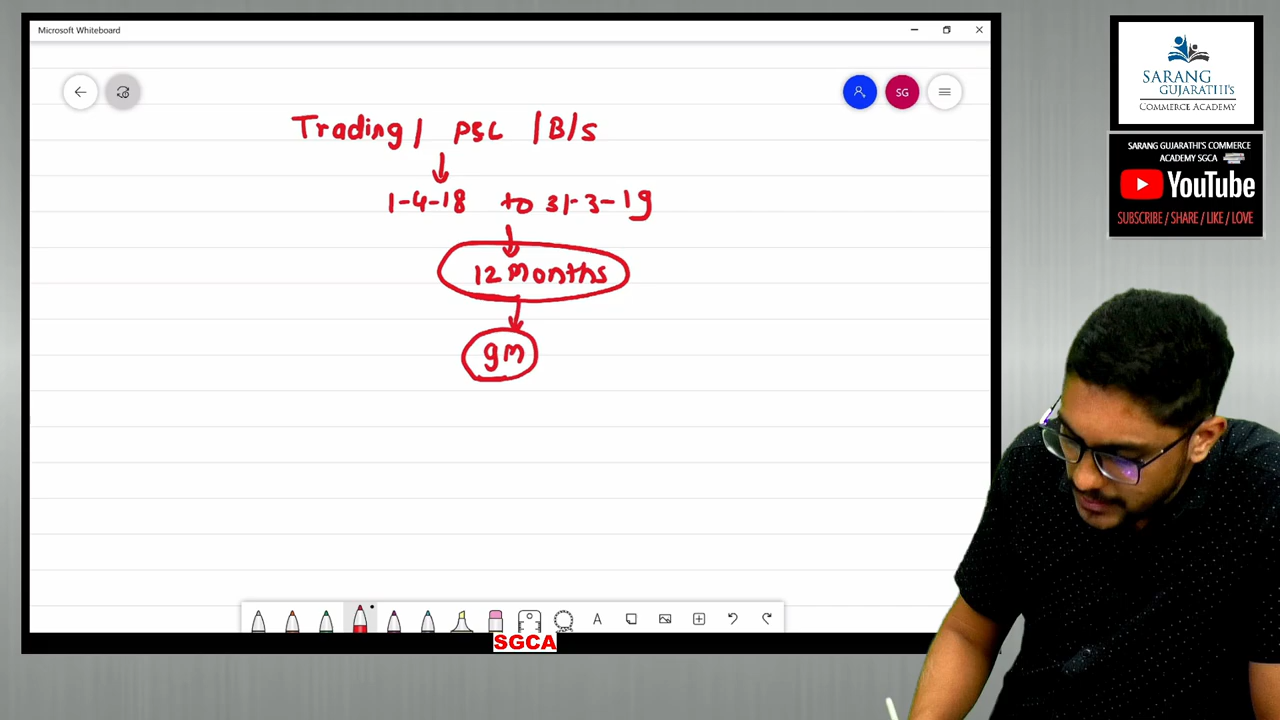 Microsoft Whiteboard
SG
Trading / P&L / B/S
1-4-18 to 31-3-19
12 Months
9M
A
SGCA
SARANG
GUJARATHI'S
COMMERCE ACADEMY
SARANG GUJARATHI'S COMMERCE
ACADEMY SGCA
YouTube
SUBSCRIBE / SHARE / LIKE / LOVE